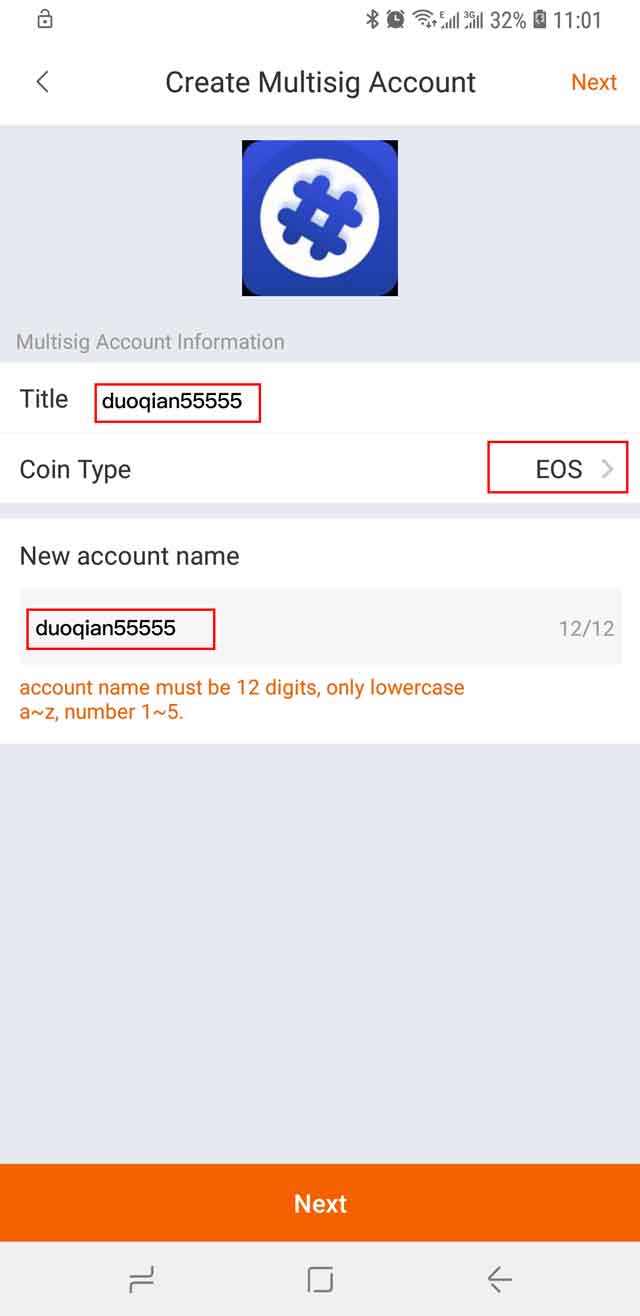 E 3G 32% 11:01
Create Multisig Account Next
Multisig Account Information
Title duoqian55555
Coin Type EOS
New account name
duoqian55555 12/12
account name must be 12 digits, only lowercase
a~z, number 1~5.
Next